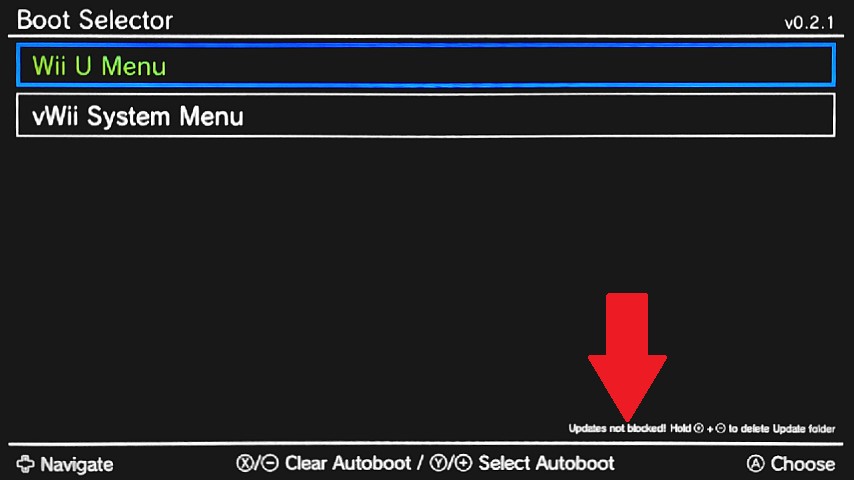 Boot Selector
v0.2.1
Wii U Menu
vWii System Menu
Updates not blocked! Hold ⊕ + ⊖ to delete Update folder
Navigate
Ⓧ/⊖ Clear Autoboot / Ⓨ/⊕ Select Autoboot
Ⓐ Choose